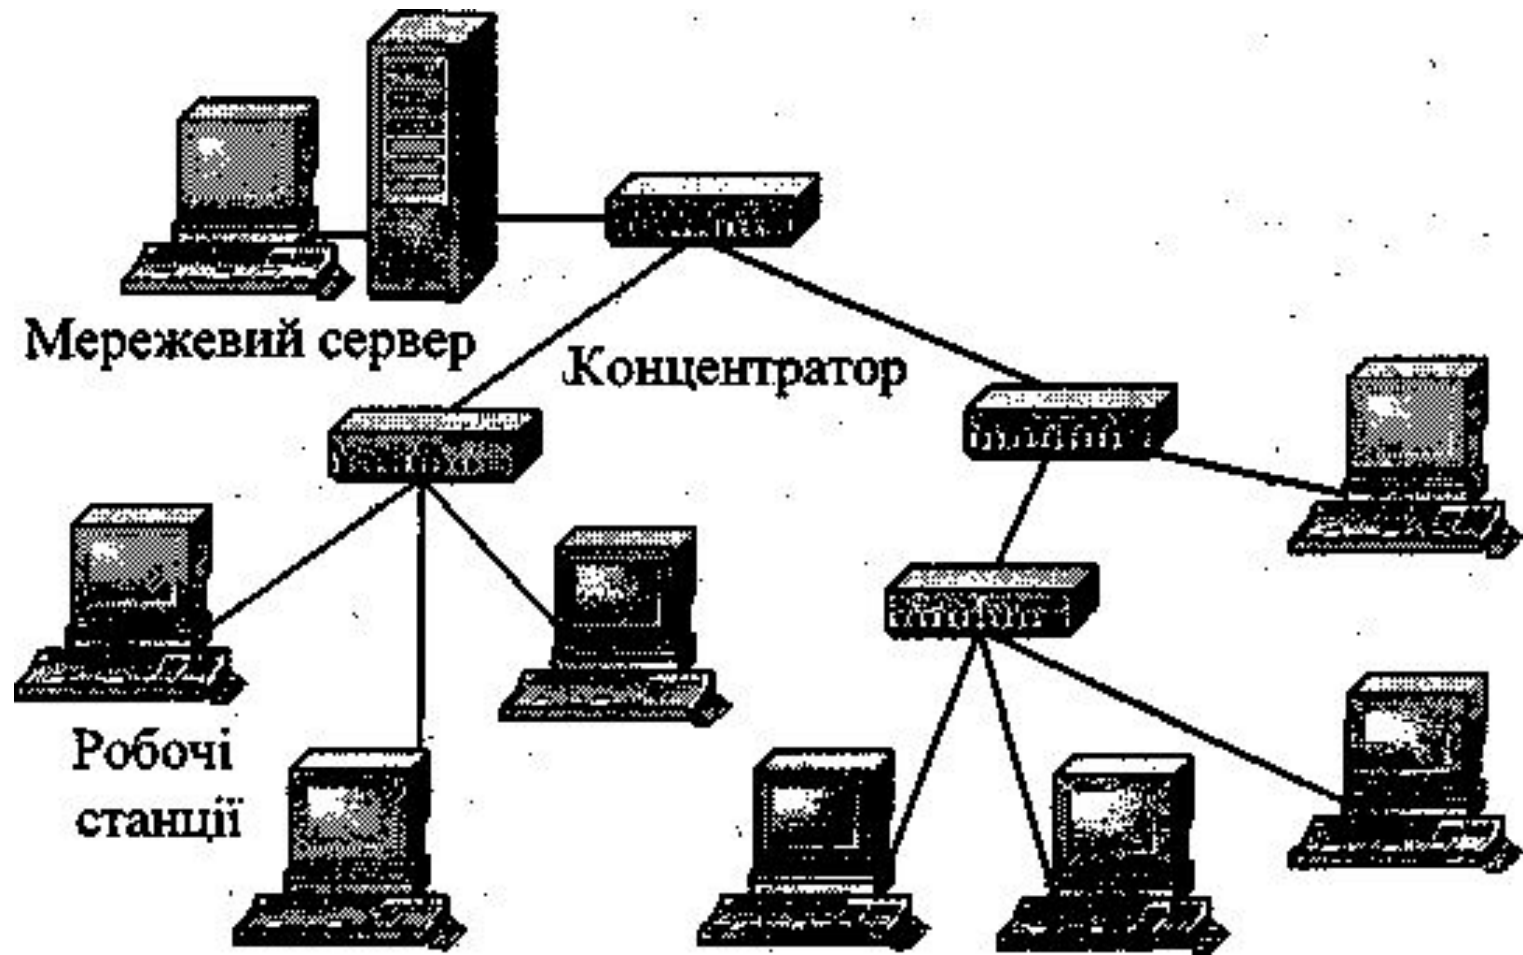 Мережевий сервер
Концентратор
Робочі
станції